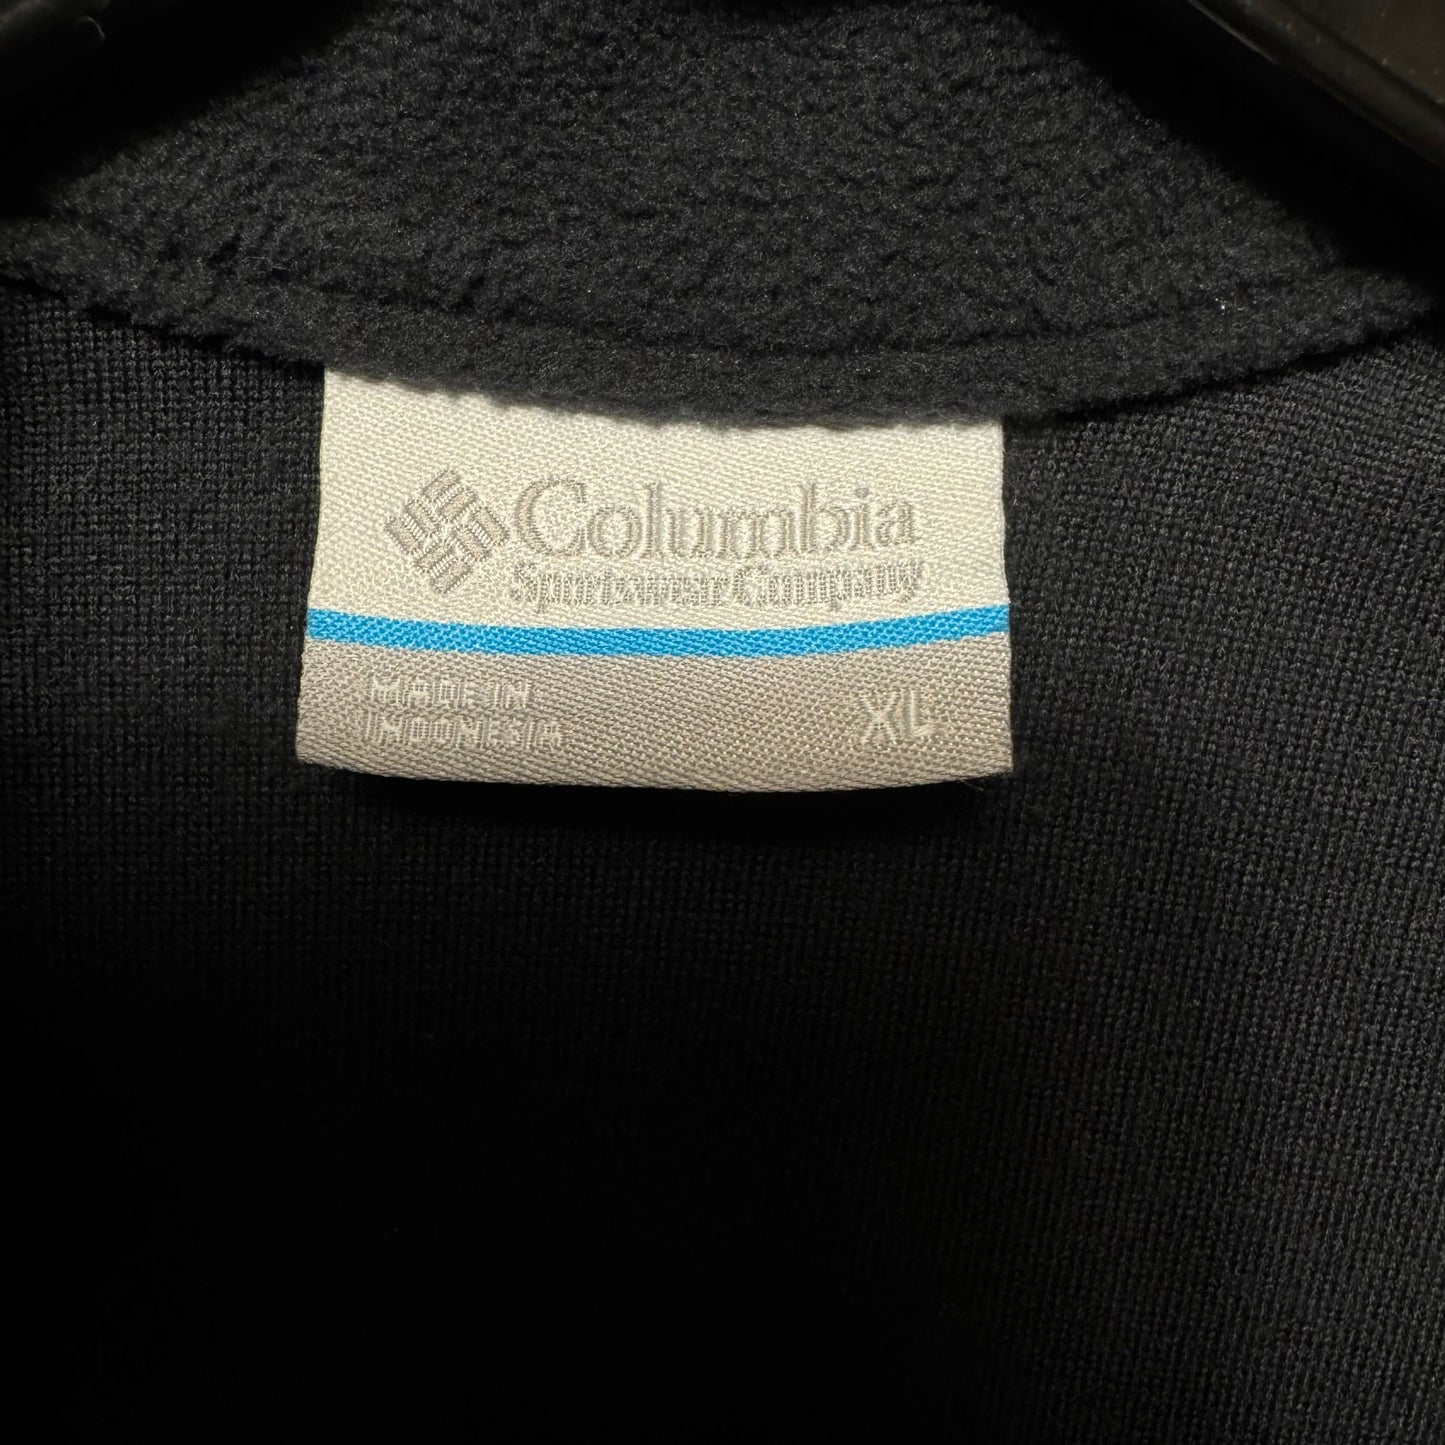 Columbia
Sportswear Company
MADE IN
INDONESIA
XL